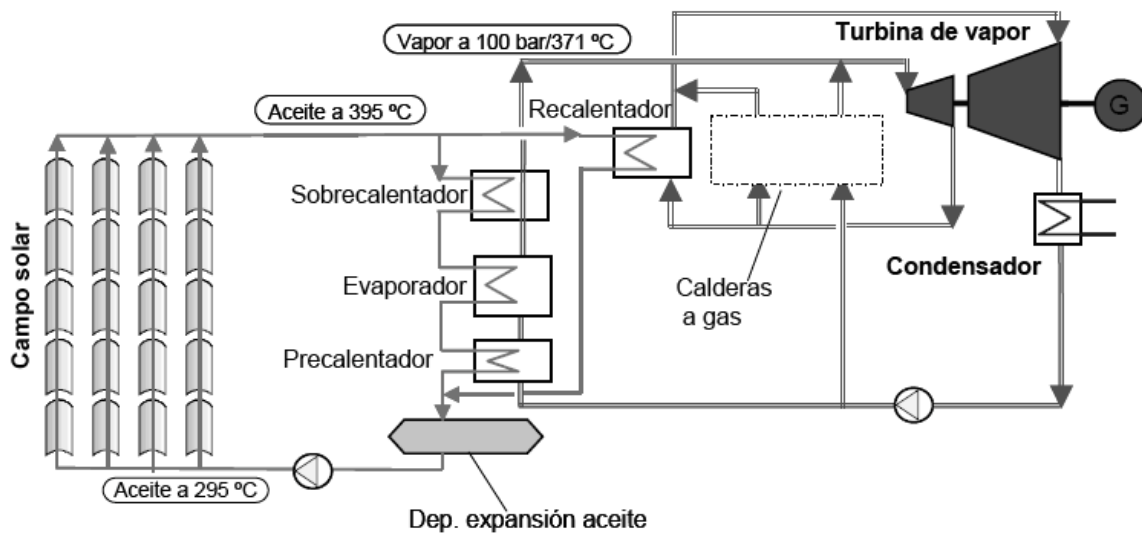 Vapor a 100 bar/371 ºC
Turbina de vapor
Aceite a 395 ºC
Recalentador
G
Sobrecalentador
Campo solar
Evaporador
Calderas
a gas
Condensador
Precalentador
Aceite a 295 ºC
Dep. expansión aceite